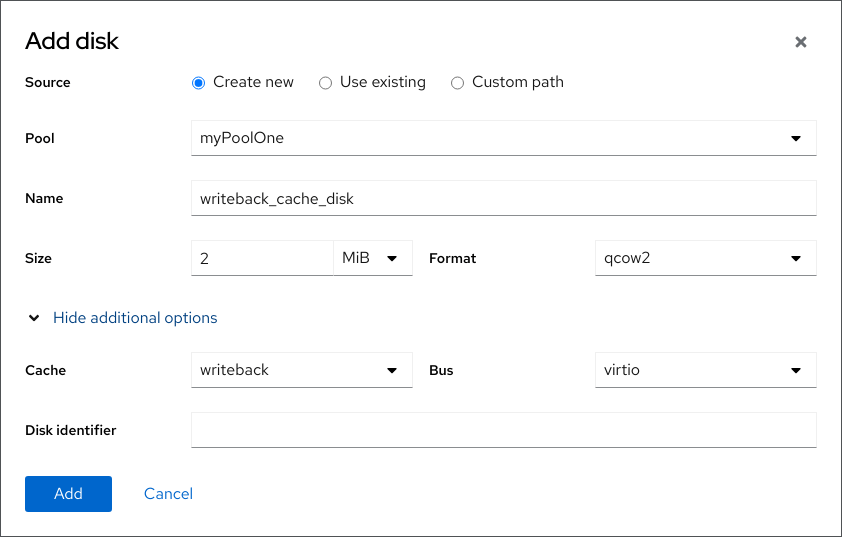 Add disk
Source Create new Use existing Custom path
Pool myPoolOne
Name writeback_cache_disk
Size 2 MiB Format qcow2
Hide additional options
Cache writeback Bus virtio
Disk identifier
Add Cancel